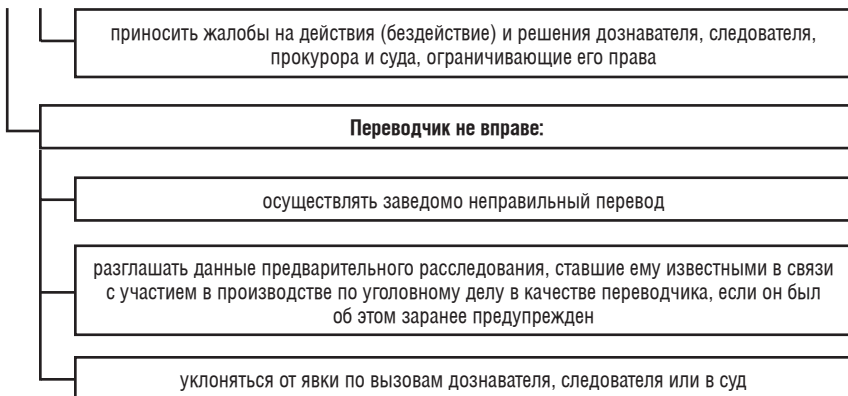 приносить жалобы на действия (бездействие) и решения дознавателя, следователя,
прокурора и суда, ограничивающие его права
Переводчик не вправе:
осуществлять заведомо неправильный перевод
разглашать данные предварительного расследования, ставшие ему известными в связи
с участием в производстве по уголовному делу в качестве переводчика, если он был
об этом заранее предупрежден
уклоняться от явки по вызовам дознавателя, следователя или в суд